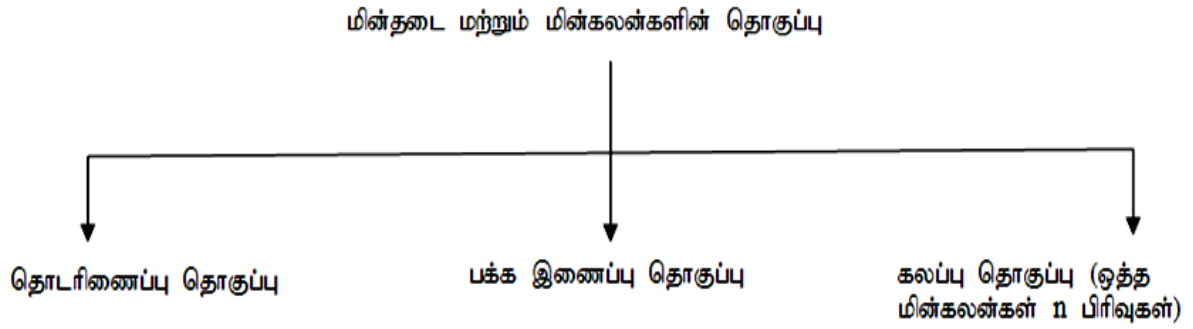 மின்தடை மற்றும் மின்கலன்களின் தொகுப்பு
தொடரிணைப்பு தொகுப்பு
பக்க இணைப்பு தொகுப்பு
கலப்பு தொகுப்பு (ஒத்த
மின்கலன்கள் n பிரிவுகள்)